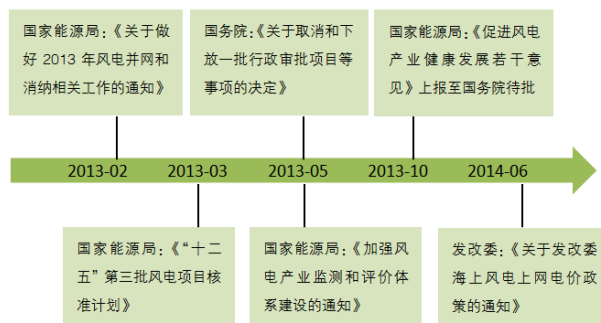 国家能源局：《关于做
好 2013 年风电并网和
消纳相关工作的通知》
国务院：《关于取消和下
放一批行政审批项目等
事项的决定》
国家能源局：《促进风电
产业健康发展若干意
见》上报至国务院待批
2013-02
2013-03
2013-05
2013-10
2014-06
国家能源局：《“十二
五”第三批风电项目核
准计划》
国家能源局：《加强风
电产业监测和评价体
系建设的通知》
发改委：《关于发改委
海上风电上网电价政
策的通知》